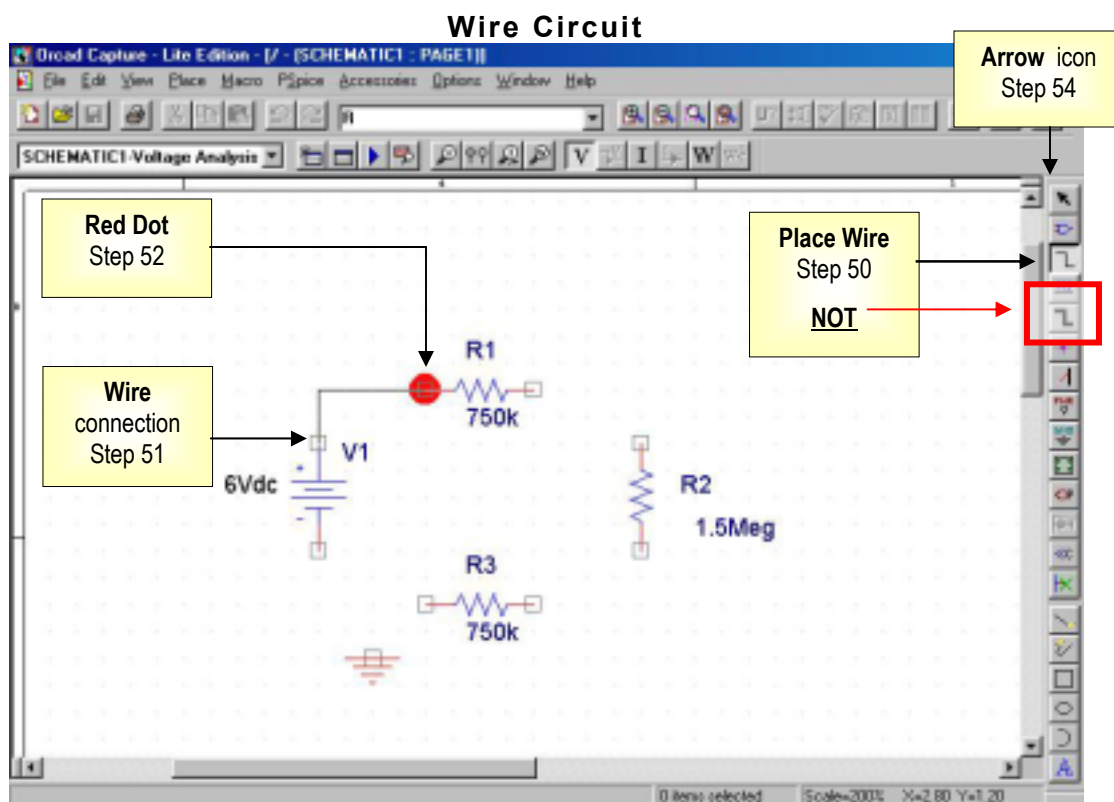 Wire Circuit
Orcad Capture - Lite Edition - [/ - (SCHEMATIC1 : PAGE1)]
File Edit View Place Macro PSpice Accessories Options Window Help
Arrow icon
Step 54
R
SCHEMATIC1-Voltage Analysis
V
I
W
Red Dot
Step 52
Place Wire
Step 50
NOT
R1
750k
Wire
connection
Step 51
V1
+
6Vdc
-
R2
1.5Meg
R3
750k
A
0 items selected Scale=200% X=2.80 Y=1.20